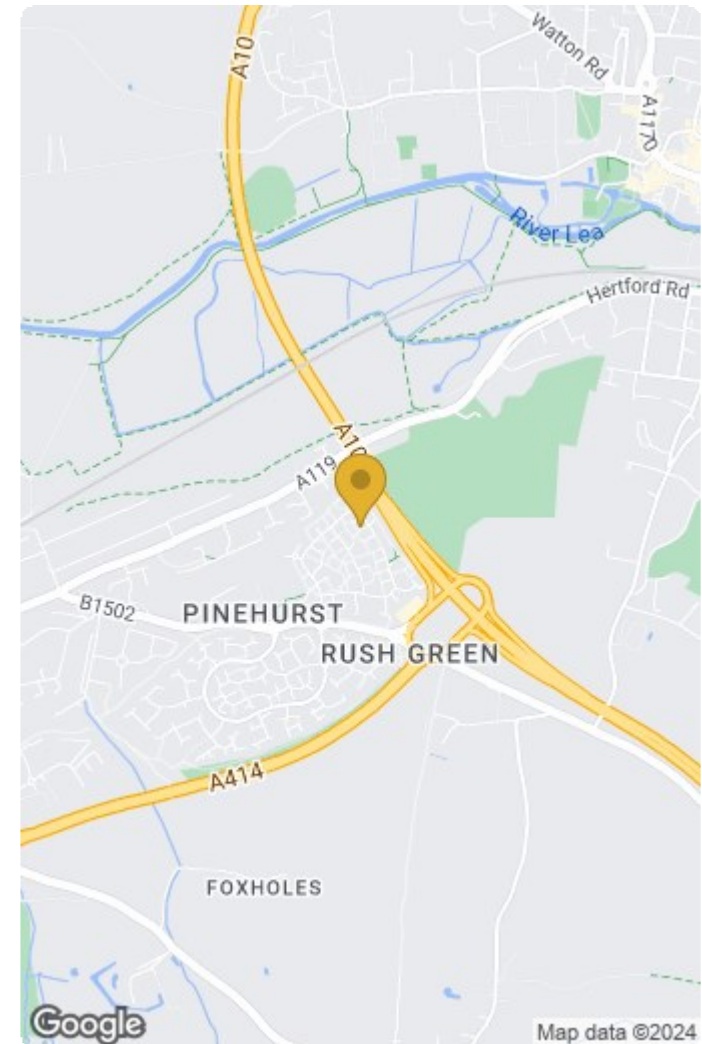 A10
Watton Rd
A1170
River Lea
Hertford Rd
A10
A119
B1502
PINEHURST
RUSH GREEN
A414
FOXHOLES
Google
Map data ©2024